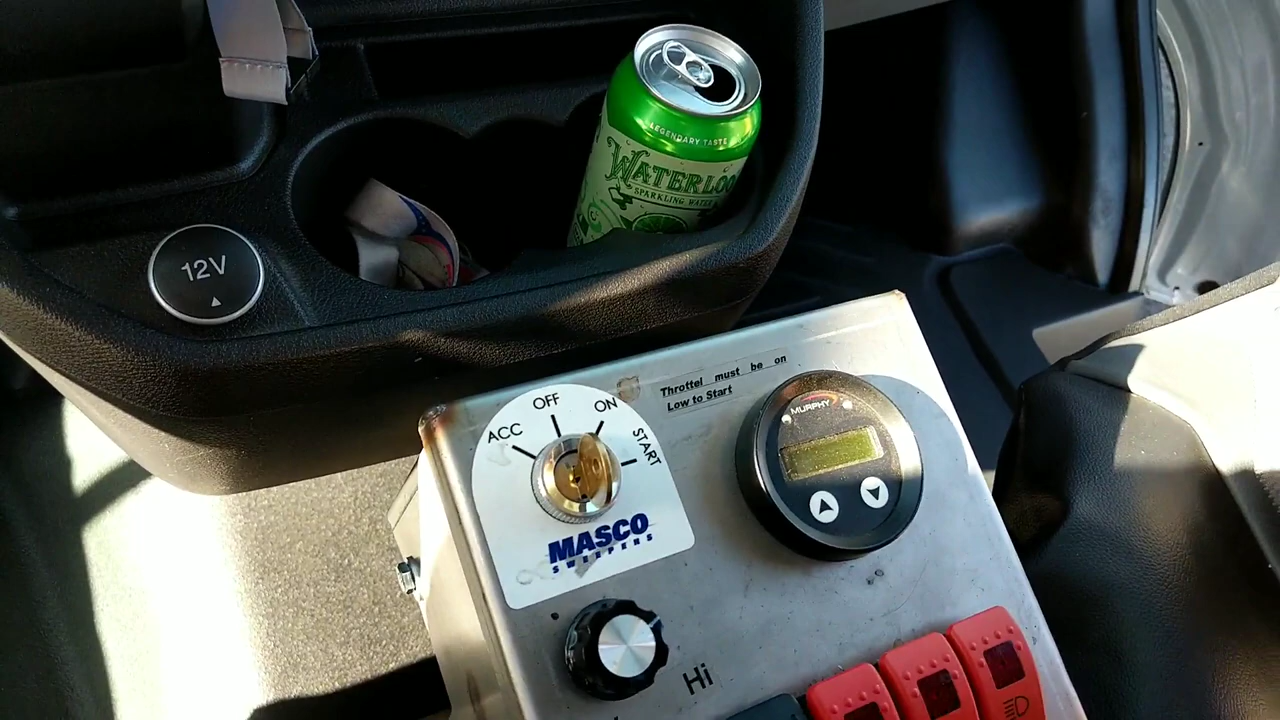 LEGENDARY TASTE
WATERLOO
SPARKLING WATER
12V
Throttel must be on
Low to Start
OFF
ON
ACC
START
MURPHY
MASCO
SWEEPERS
Hi